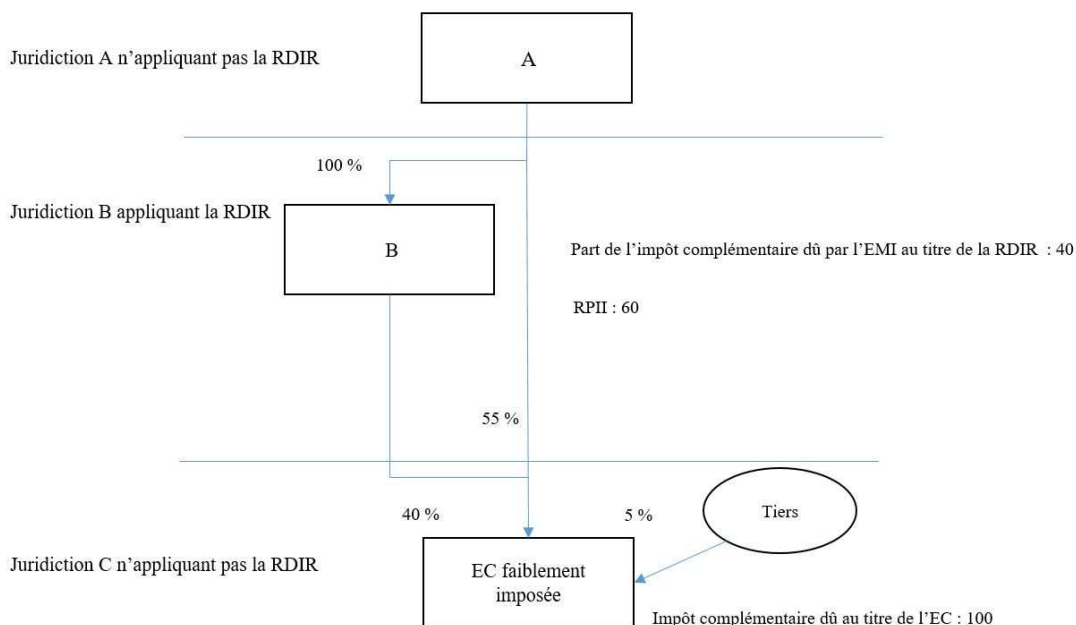 Juridiction A n’appliquant pas la RDIR
A
100 %
Juridiction B appliquant la RDIR
B
Part de l’impôt complémentaire dû par l’EMI au titre de la RDIR : 40
RPII : 60
55 %
40 %
5 %
Tiers
Juridiction C n’appliquant pas la RDIR
EC faiblement
imposée
Impôt complémentaire dû au titre de l’EC : 100